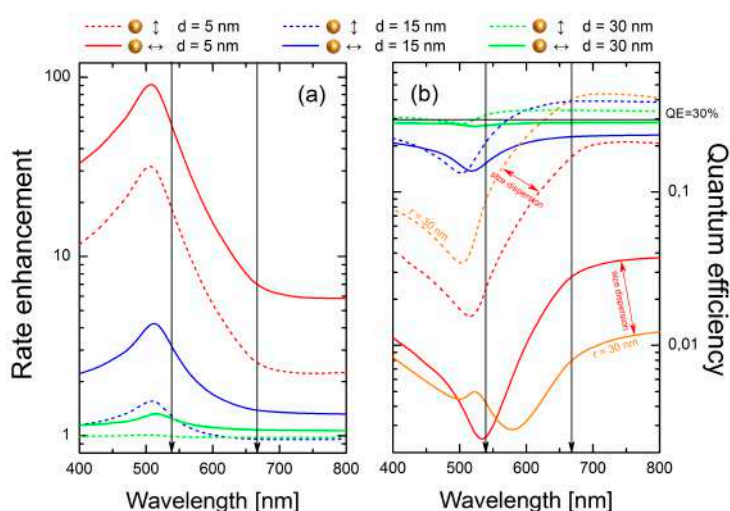 ↕ d = 5 nm ↕ d = 15 nm ↕ d = 30 nm
↔ d = 5 nm ↔ d = 15 nm ↔ d = 30 nm
(a)
100
10
1
Rate enhancement
400 500 600 700 800
Wavelength [nm]
(b)
QE=30%
size dispersion
r = 30 nm
size dispersion
r = 30 nm
0,1
0,01
Quantum efficiency
400 500 600 700 800
Wavelength [nm]